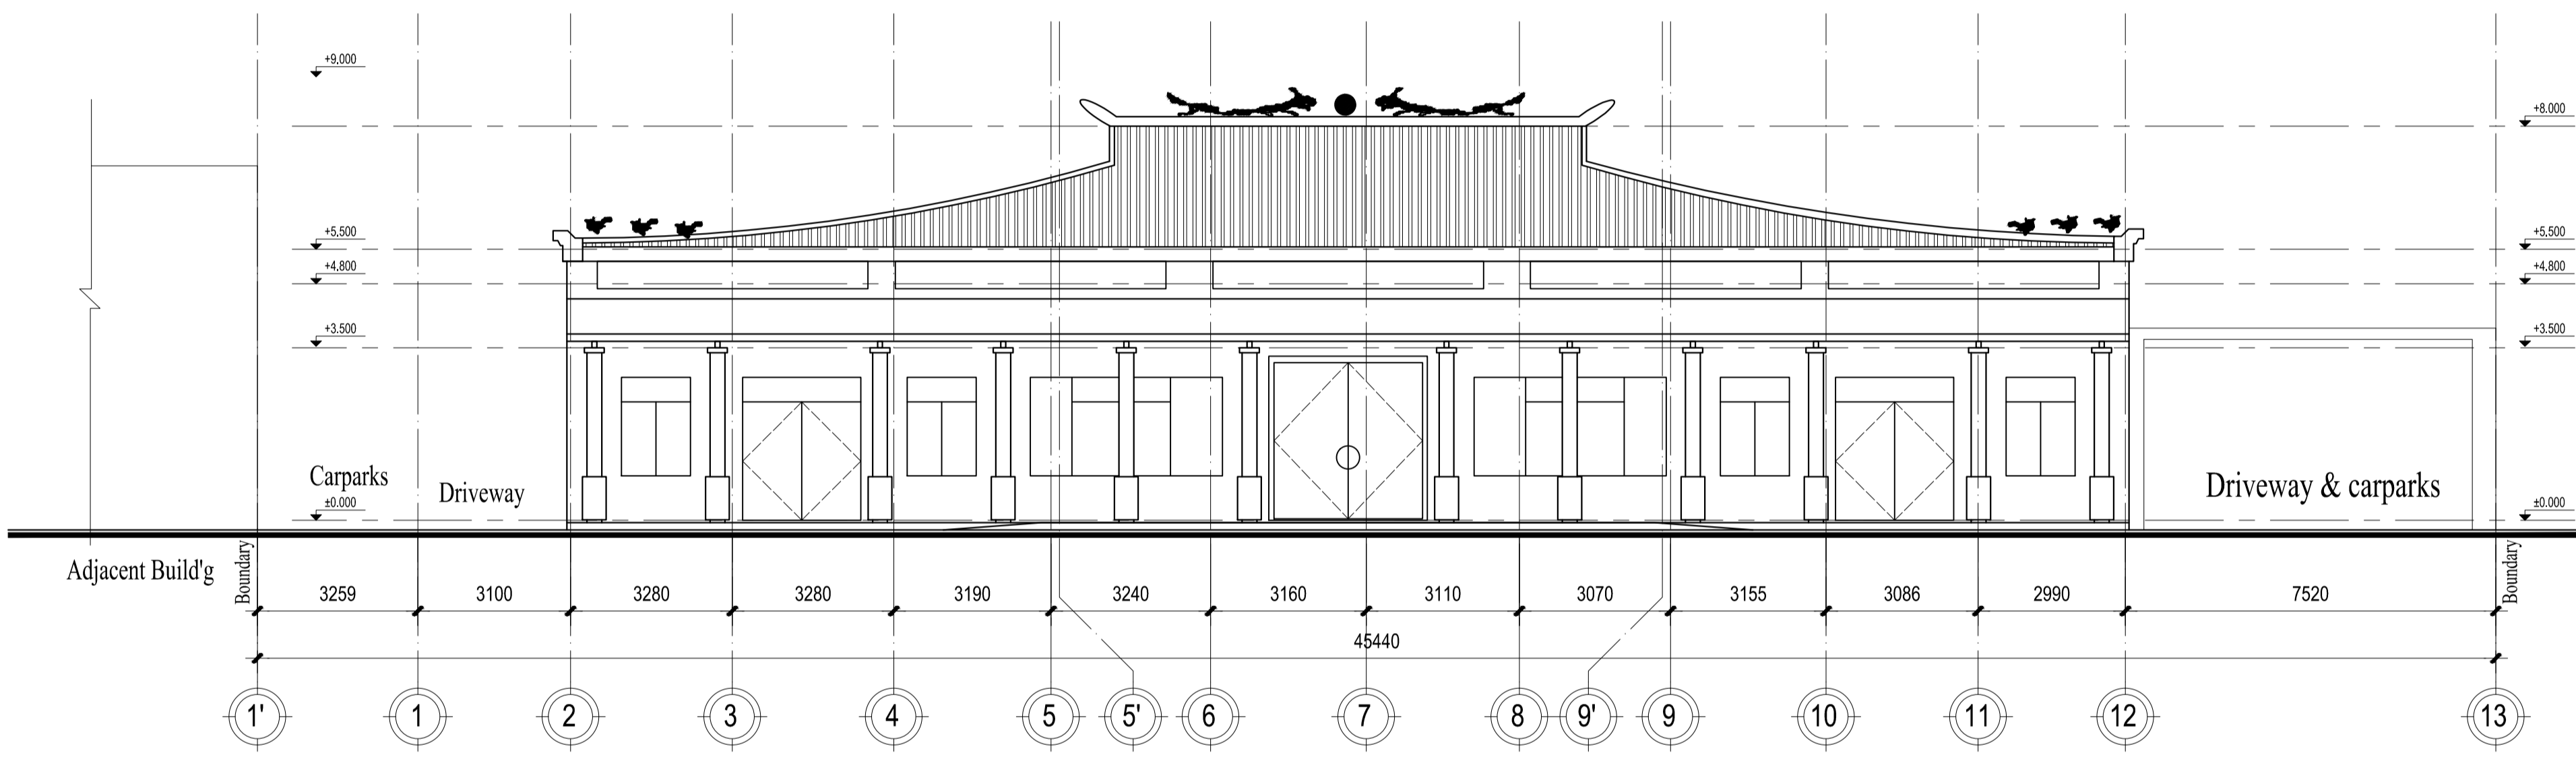 +9.000
+8.000
+5.500
+5.500
+4.800
+4.800
+3.500
+3.500
Carparks
Driveway
Driveway & carparks
±0.000
±0.000
Adjacent Build'g
Boundary
Boundary
3259 3100 3280 3280 3190 3240 3160 3110 3070 3155 3086 2990 7520
45440
1' 1 2 3 4 5 5' 6 7 8 9' 9 10 11 12 13